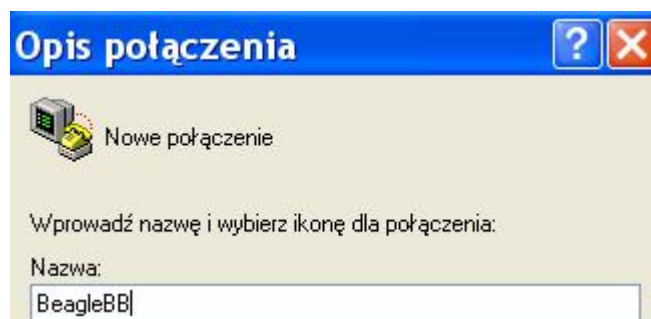 Opis połączenia
Nowe połączenie
Wprowadź nazwę i wybierz ikonę dla połączenia:
Nazwa:
BeagleBB